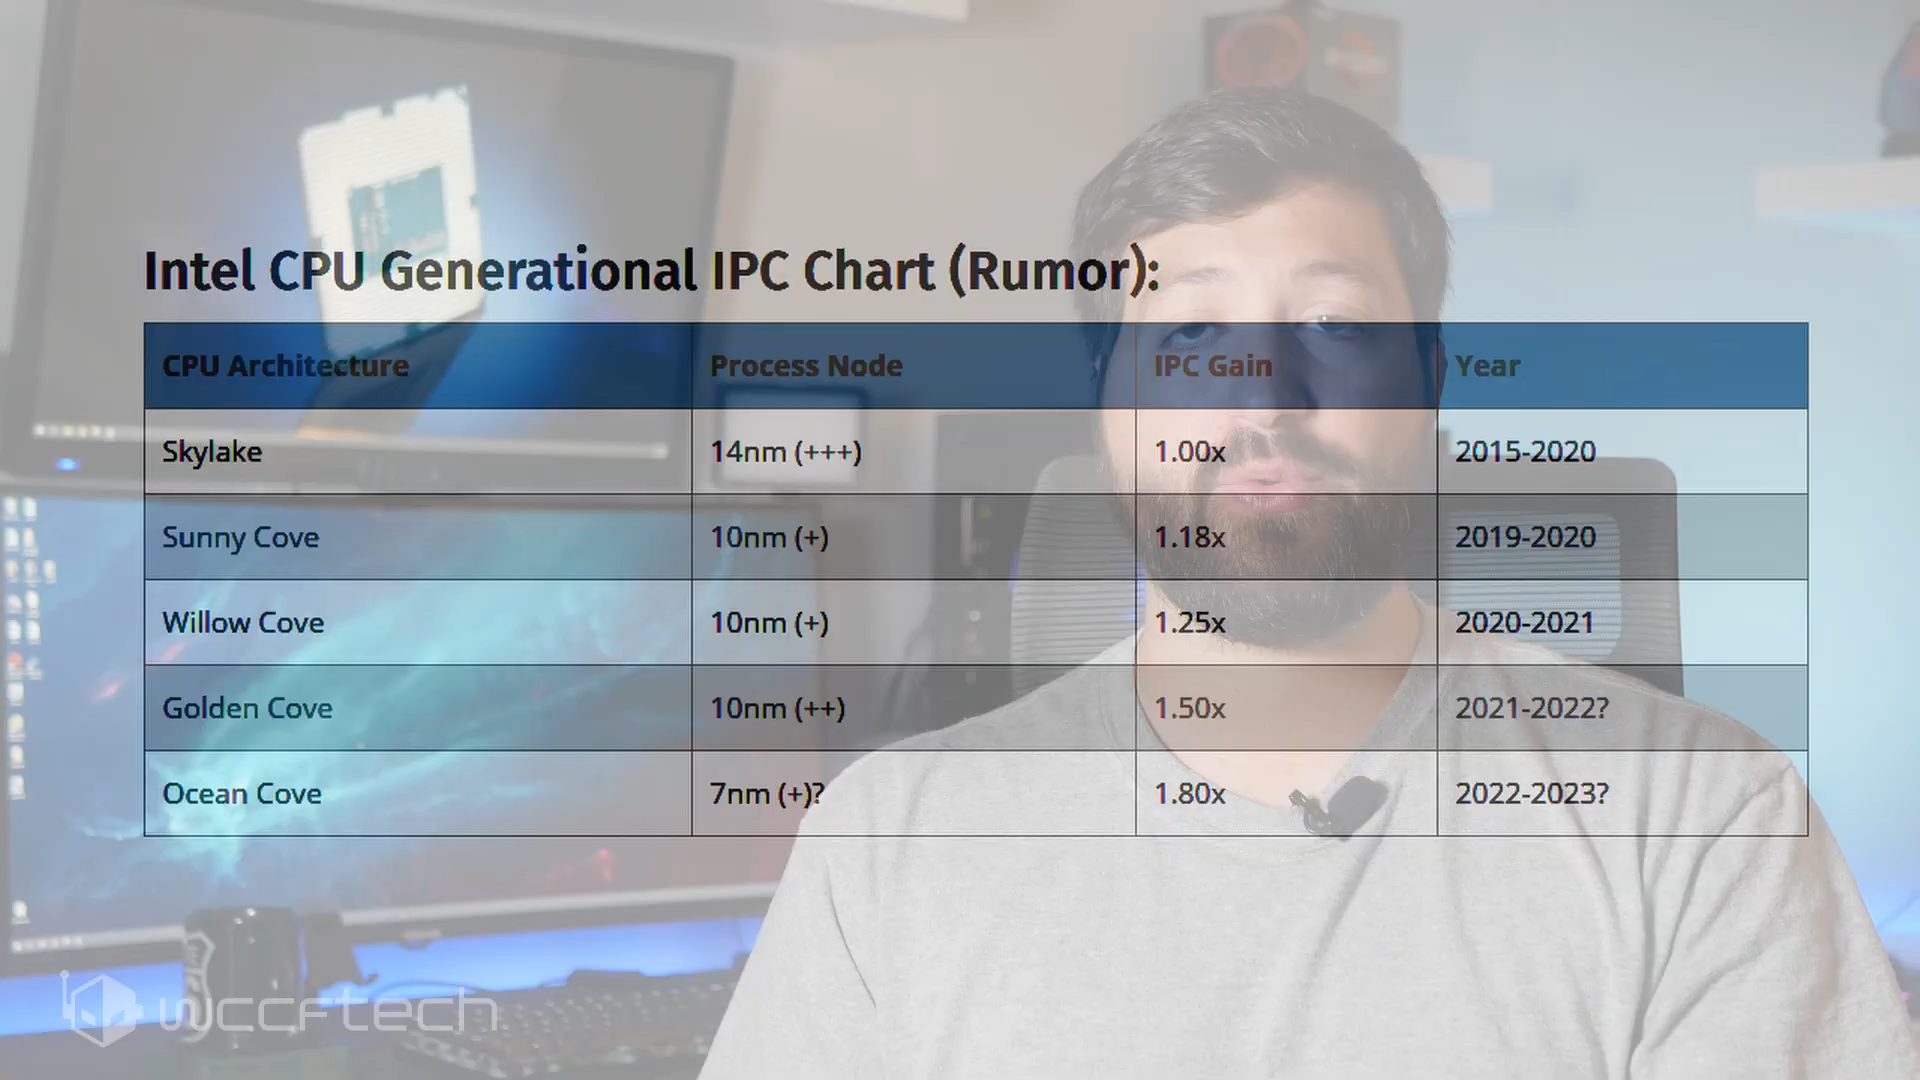 Intel CPU Generational IPC Chart (Rumor):
CPU Architecture Process Node IPC Gain Year
Skylake 14nm (+++) 1.00x 2015-2020
Sunny Cove 10nm (+) 1.18x 2019-2020
Willow Cove 10nm (+) 1.25x 2020-2021
Golden Cove 10nm (++) 1.50x 2021-2022?
Ocean Cove 7nm (+)? 1.80x 2022-2023?
wccftech